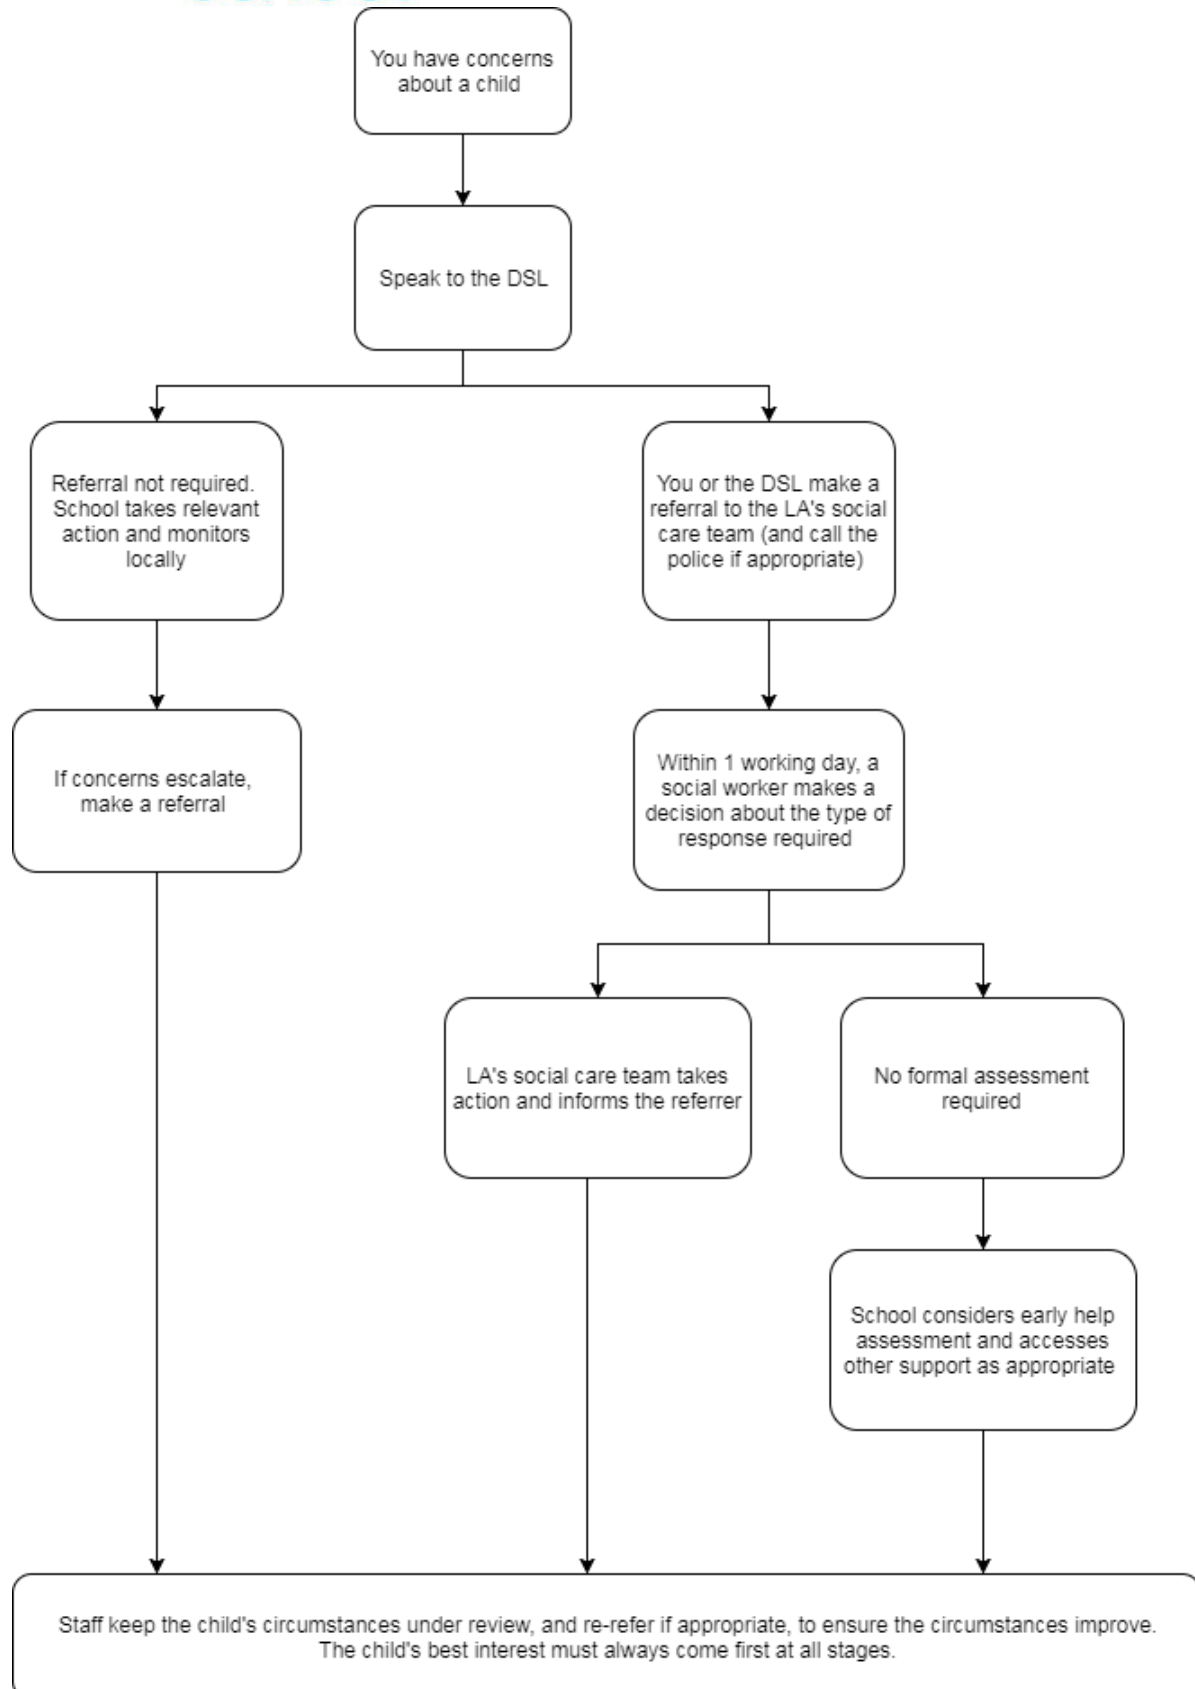 You have concerns
about a child
Speak to the DSL
Referral not required.
School takes relevant
action and monitors
locally
You or the DSL make a
referral to the LA's social
care team (and call the
police if appropriate)
If concerns escalate,
make a referral
Within 1 working day, a
social worker makes a
decision about the type of
response required
LA's social care team takes
action and informs the referrer
No formal assessment
required
School considers early help
assessment and accesses
other support as appropriate
Staff keep the child's circumstances under review, and re-refer if appropriate, to ensure the circumstances improve.
The child's best interest must always come first at all stages.